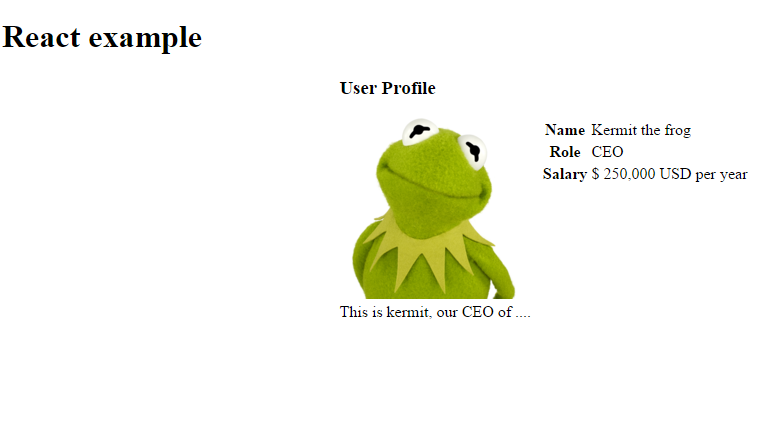 React example
User Profile
Name Kermit the frog
Role CEO
Salary $ 250,000 USD per year
This is kermit, our CEO of ....